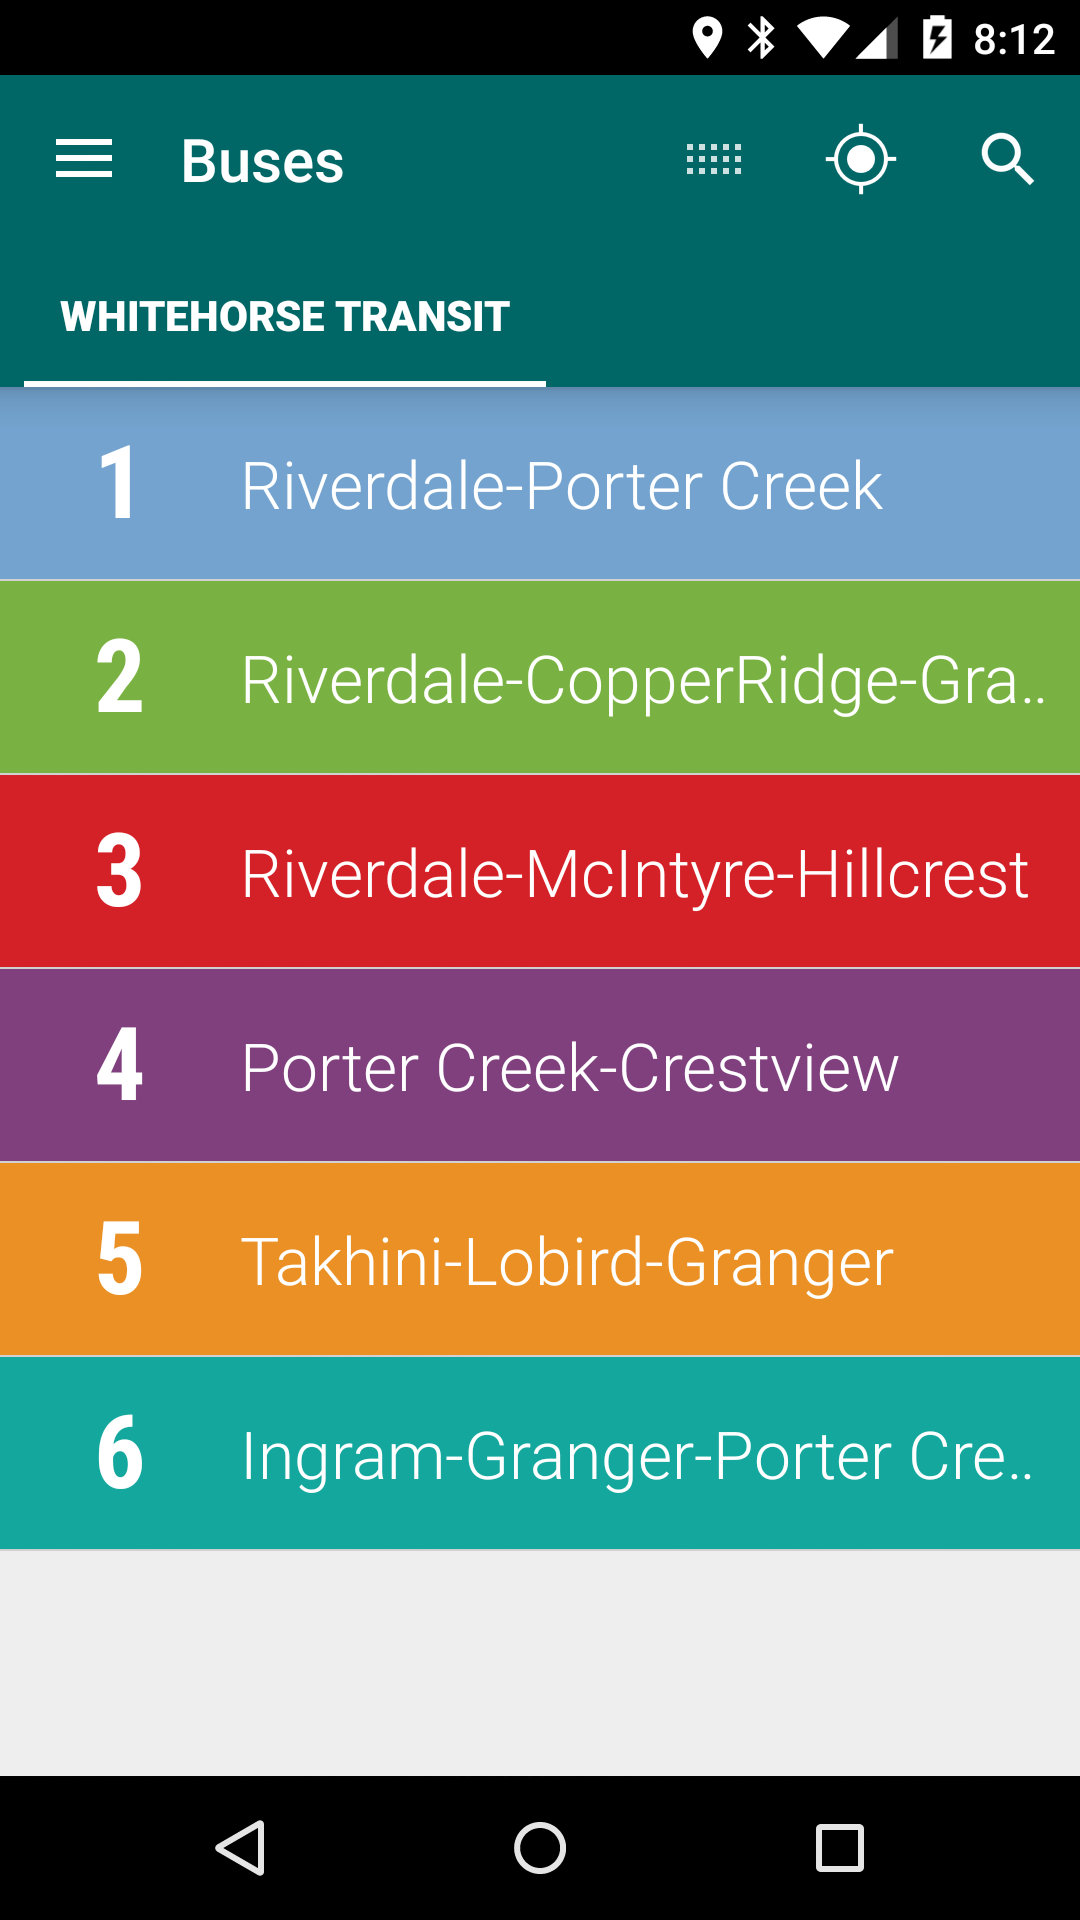 8:12
Buses
WHITEHORSE TRANSIT
1 Riverdale-Porter Creek
2 Riverdale-CopperRidge-Gra..
3 Riverdale-McIntyre-Hillcrest
4 Porter Creek-Crestview
5 Takhini-Lobird-Granger
6 Ingram-Granger-Porter Cre..